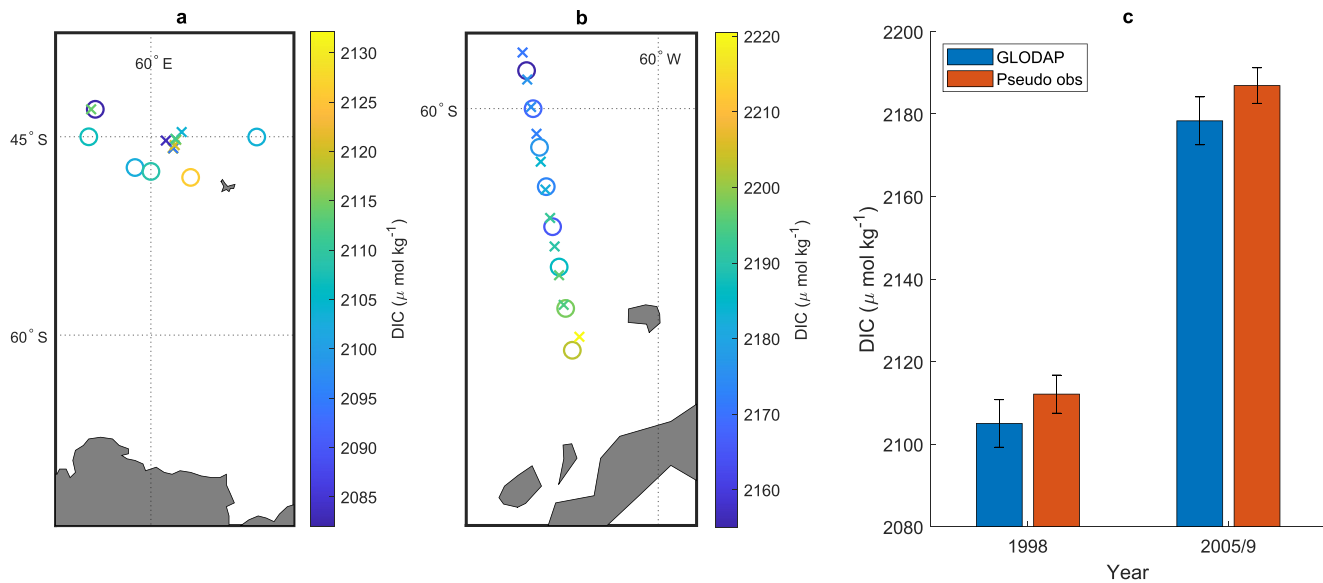 a
60° E
45° S
60° S
2130
2125
2120
2115
2110
2105
2100
2095
2090
2085
DIC (μ mol kg-1)
b
60° W
60° S
2220
2210
2200
2190
2180
2170
2160
DIC (μ mol kg-1)
c
GLODAP
Pseudo obs
2200
2180
2160
2140
2120
2100
2080
DIC (μ mol kg-1)
1998
2005/9
Year